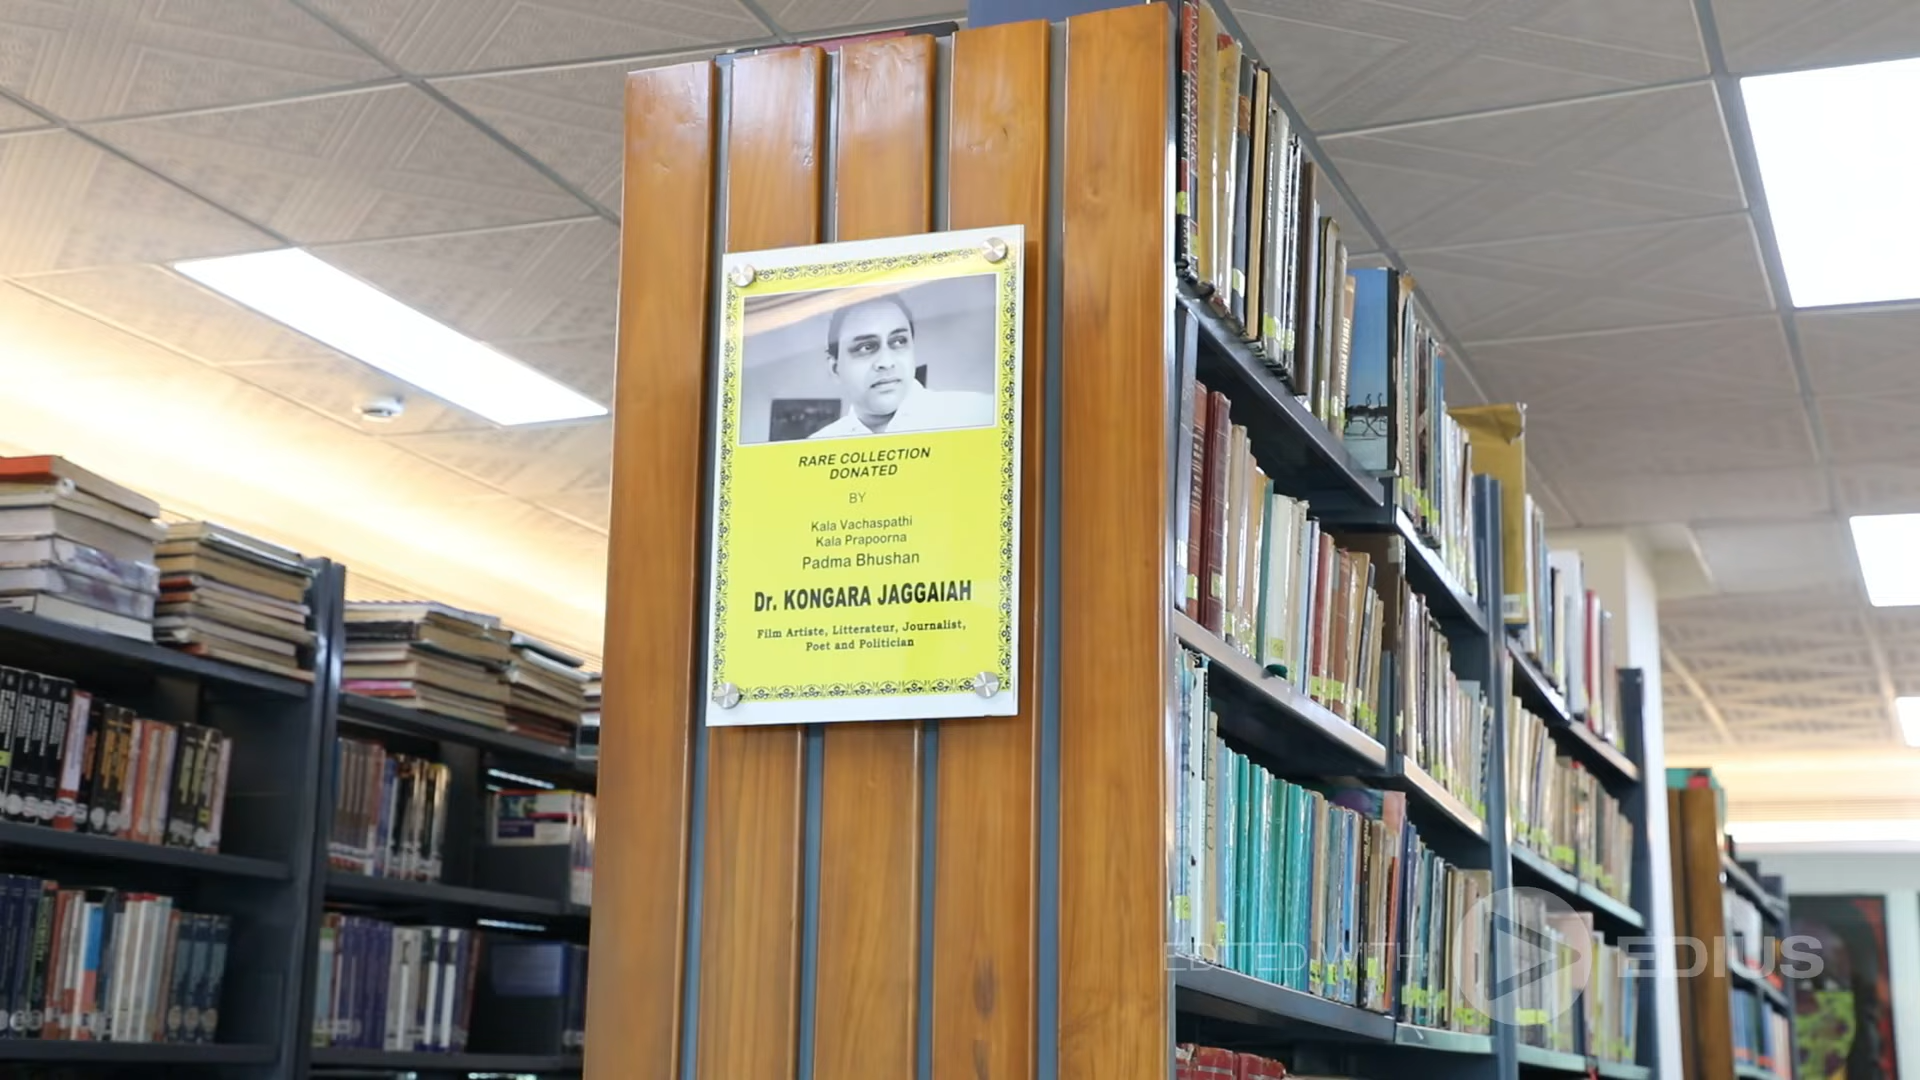 RARE COLLECTION
DONATED
BY
Kala Vachaspathi
Kala Prapoorna
Padma Bhushan
Dr. KONGARA JAGGAIAH
Film Artiste, Litterateur, Journalist,
Poet and Politician
EDITED WITH EDIUS